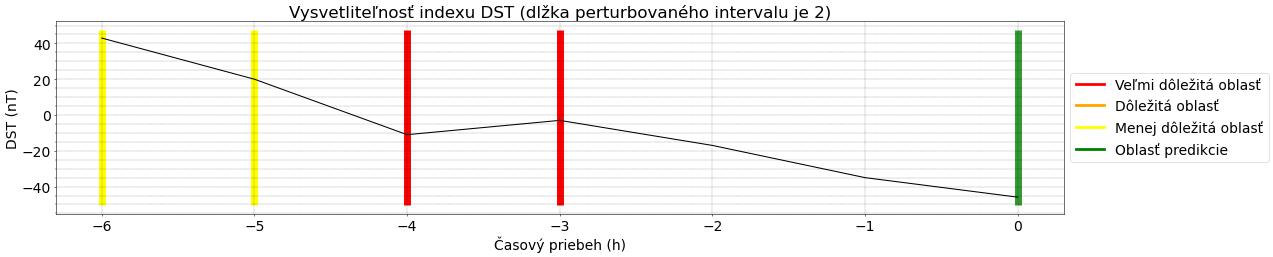 Vysvetliteľnosť indexu DST (dlžka perturbovaného intervalu je 2)
DST (nT)
40
20
0
−20
−40
−6
−5
−4
−3
−2
−1
0
Časový priebeh (h)
Veľmi dôležitá oblasť
Dôležitá oblasť
Menej dôležitá oblasť
Oblasť predikcie